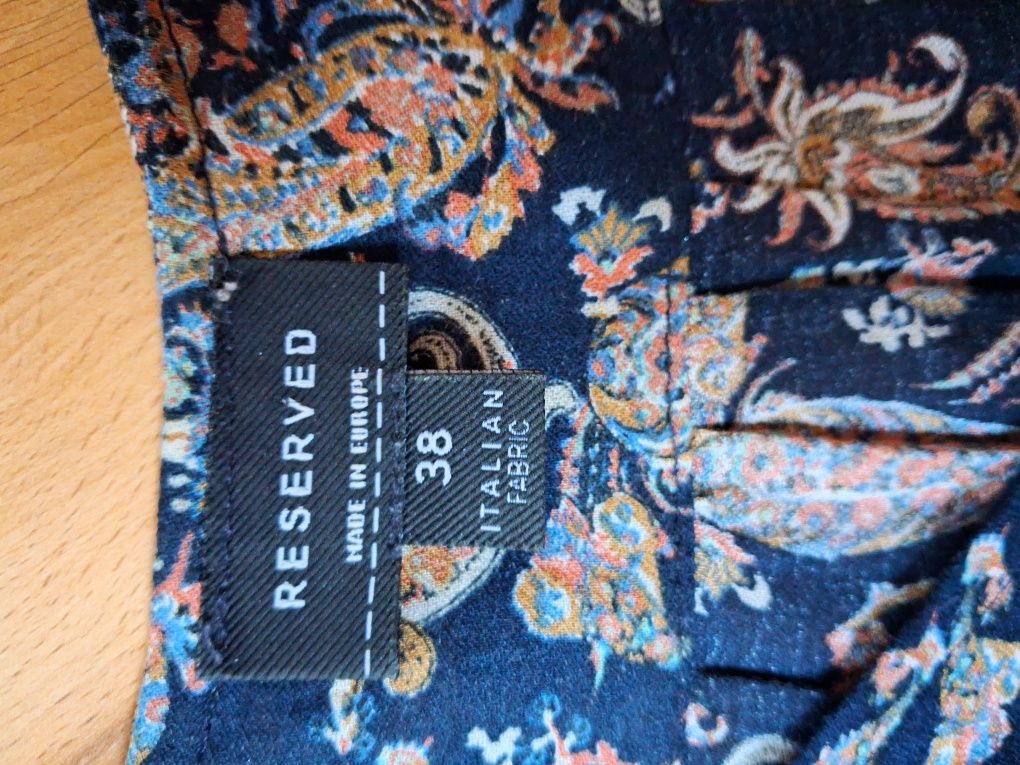 RESERVED
MADE IN EUROPE
38
ITALIAN
FABRIC